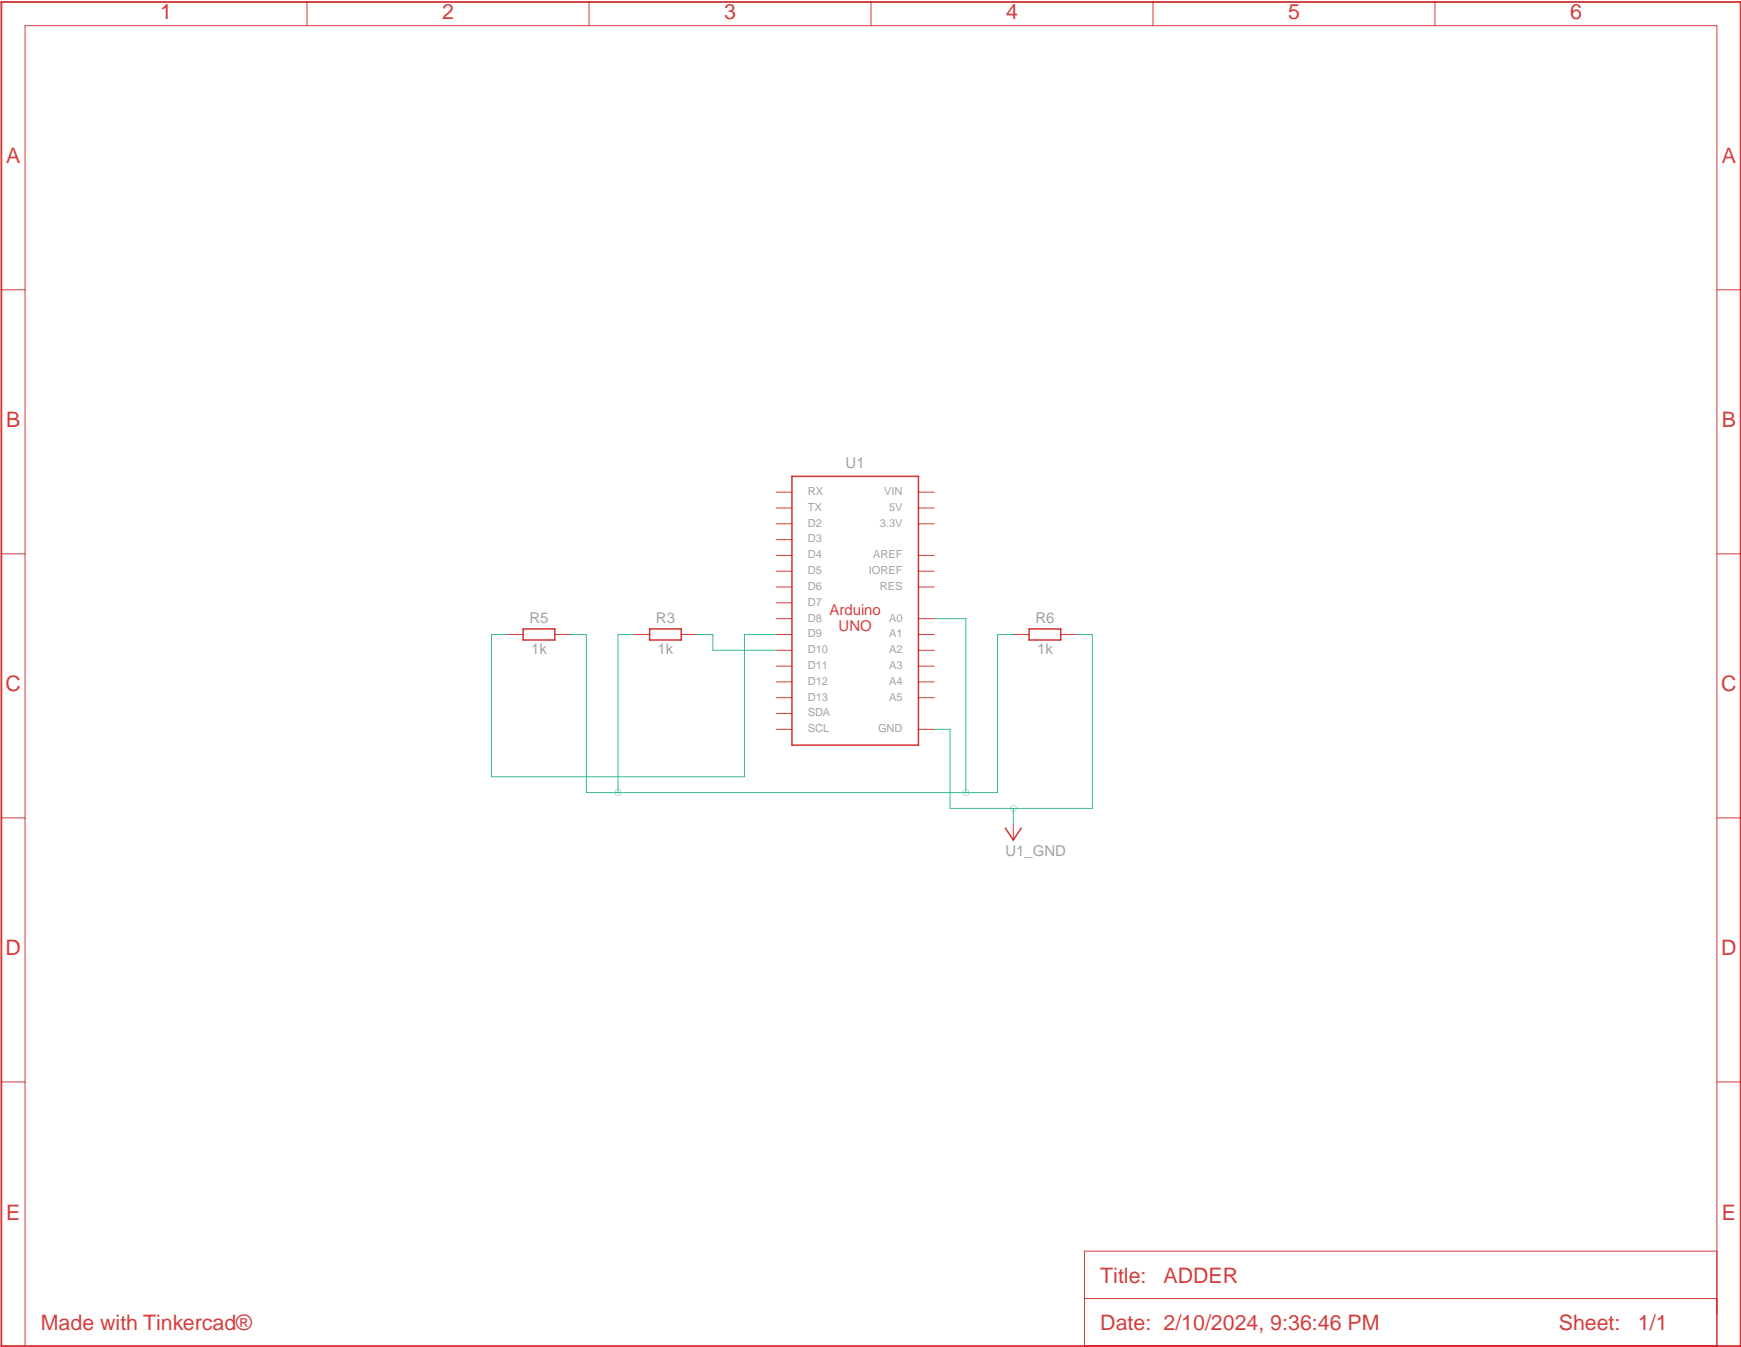 1 2 3 4 5 6
A A
B B
U1
RX VIN
TX 5V
D2 3.3V
D3
D4 AREF
D5 IOREF
D6 RES
D7
Arduino
UNO
D8 A0
D9 A1
D10 A2
D11 A3
D12 A4
D13 A5
SDA
SCL GND
R5 R3 R6
1k 1k 1k
C C
U1_GND
D D
E E
Title: ADDER
Made with Tinkercad®
Date: 2/10/2024, 9:36:46 PM Sheet: 1/1